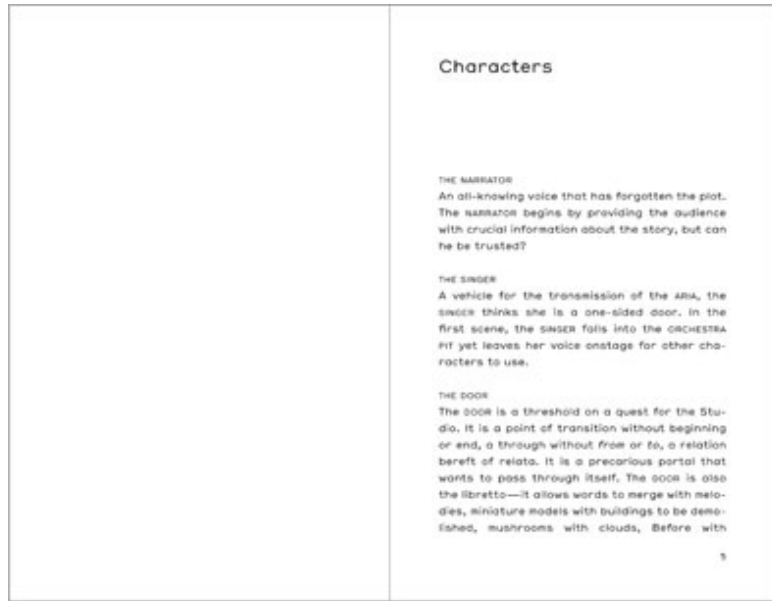 Characters
THE NARRATOR
An all-knowing voice that has forgotten the plot.
The NARRATOR begins by providing the audience
with crucial information about the story, but can
he be trusted?
THE SINGER
A vehicle for the transmission of the ARIA, the
SINGER thinks she is a one-sided door. In the
first scene, the SINGER falls into the ORCHESTRA
PIT yet leaves her voice onstage for other cha-
racters to use.
THE DOOR
The DOOR is a threshold on a quest for the Stu-
dio. It is a point of transition without beginning
or end, a through without from or to, a relation
bereft of relata. It is a precarious portal that
wants to pass through itself. The DOOR is also
the libretto—it allows words to merge with melo-
dies, miniature models with buildings to be demo-
lished, mushrooms with clouds, Before with
5